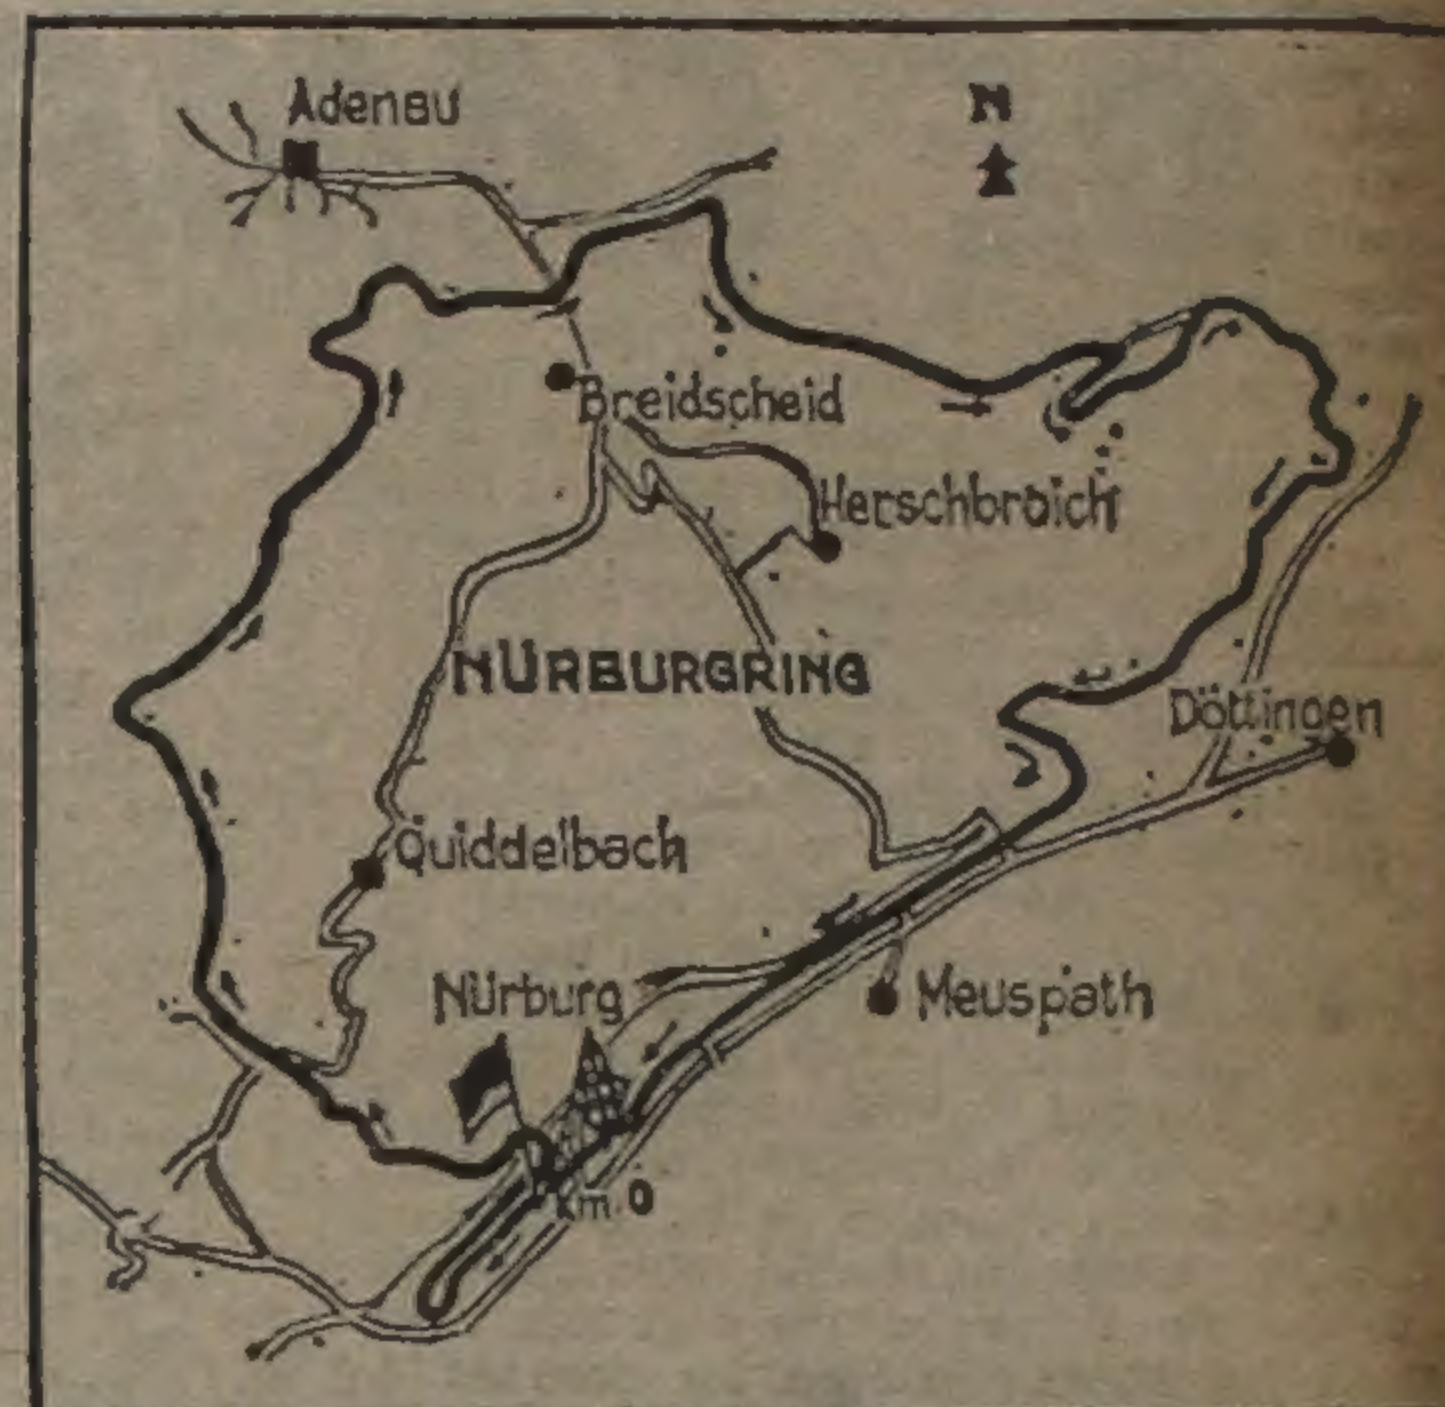 Adenau
N
Breidscheid
Herschbroich
NÜRBURGRING
Döttingen
Quiddelbach
Nürburg
Meuspath
Km. 0